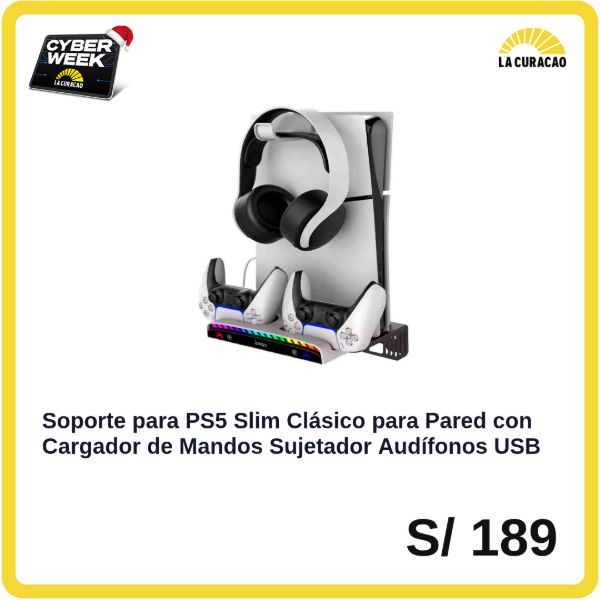 CYBER
WEEK
LA CURACAO
LA CURACAO
ipega
Soporte para PS5 Slim Clásico para Pared con
Cargador de Mandos Sujetador Audífonos USB
S/ 189